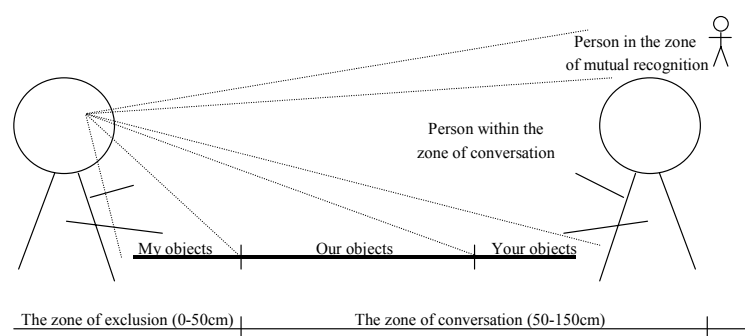 Person in the zone
of mutual recognition
Person within the
zone of conversation
My objects
Our objects
Your objects
The zone of exclusion (0-50cm)
The zone of conversation (50-150cm)